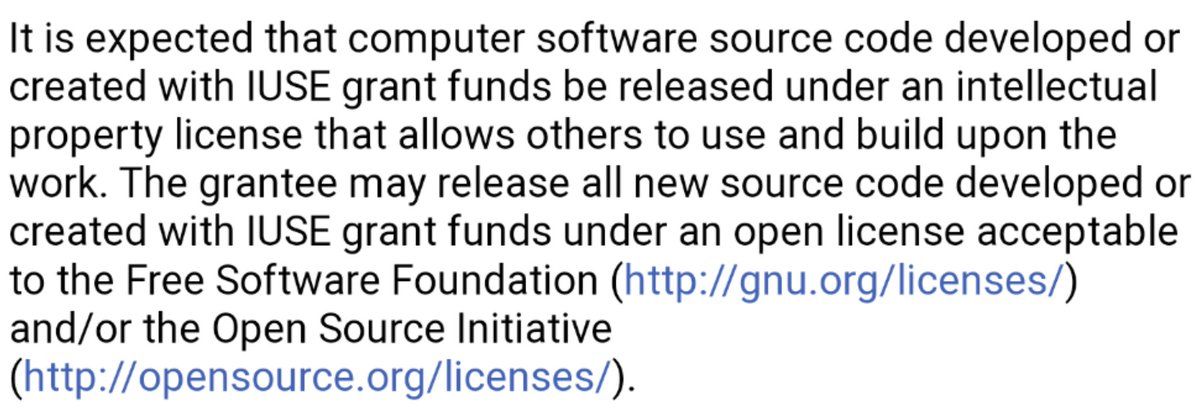 It is expected that computer software source code developed or
created with IUSE grant funds be released under an intellectual
property license that allows others to use and build upon the
work. The grantee may release all new source code developed or
created with IUSE grant funds under an open license acceptable
to the Free Software Foundation (http://gnu.org/licenses/)
and/or the Open Source Initiative
(http://opensource.org/licenses/).